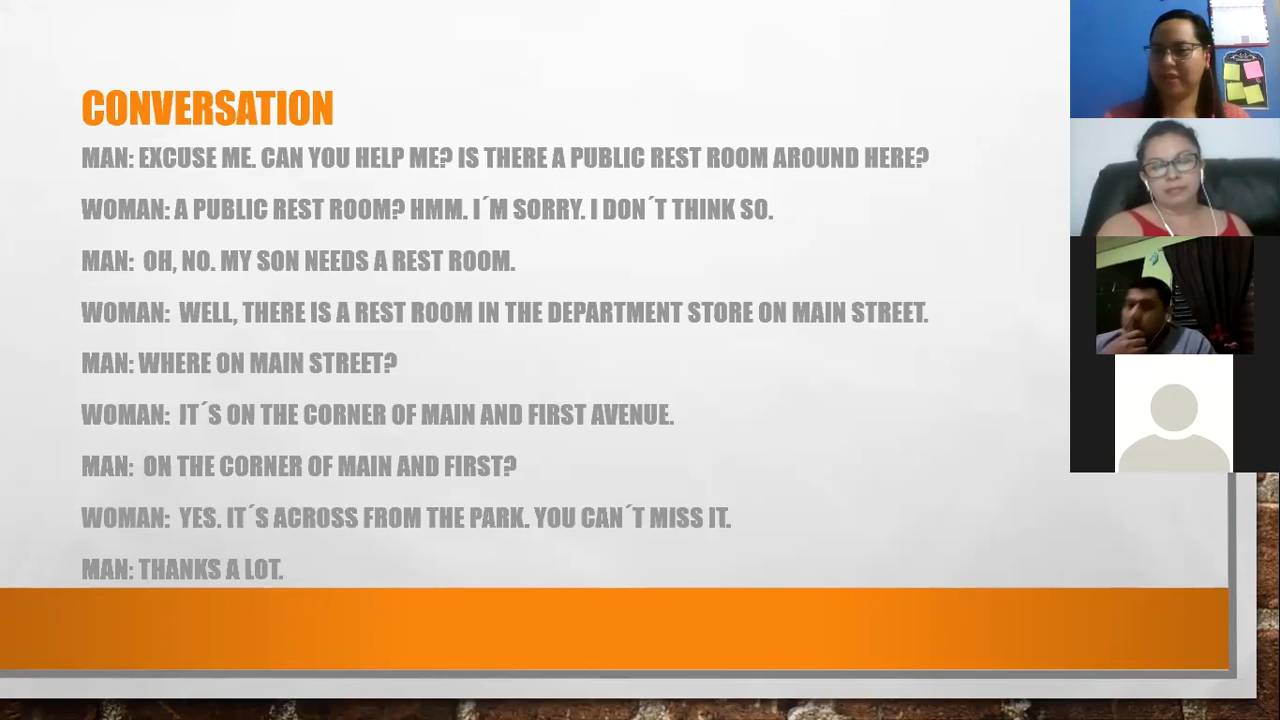 CONVERSATION
MAN: EXCUSE ME. CAN YOU HELP ME? IS THERE A PUBLIC REST ROOM AROUND HERE?
WOMAN: A PUBLIC REST ROOM? HMM. I´M SORRY. I DON´T THINK SO.
MAN:  OH, NO. MY SON NEEDS A REST ROOM.
WOMAN:  WELL, THERE IS A REST ROOM IN THE DEPARTMENT STORE ON MAIN STREET.
MAN: WHERE ON MAIN STREET?
WOMAN:  IT´S ON THE CORNER OF MAIN AND FIRST AVENUE.
MAN:  ON THE CORNER OF MAIN AND FIRST?
WOMAN:  YES. IT´S ACROSS FROM THE PARK. YOU CAN´T MISS IT.
MAN: THANKS A LOT.